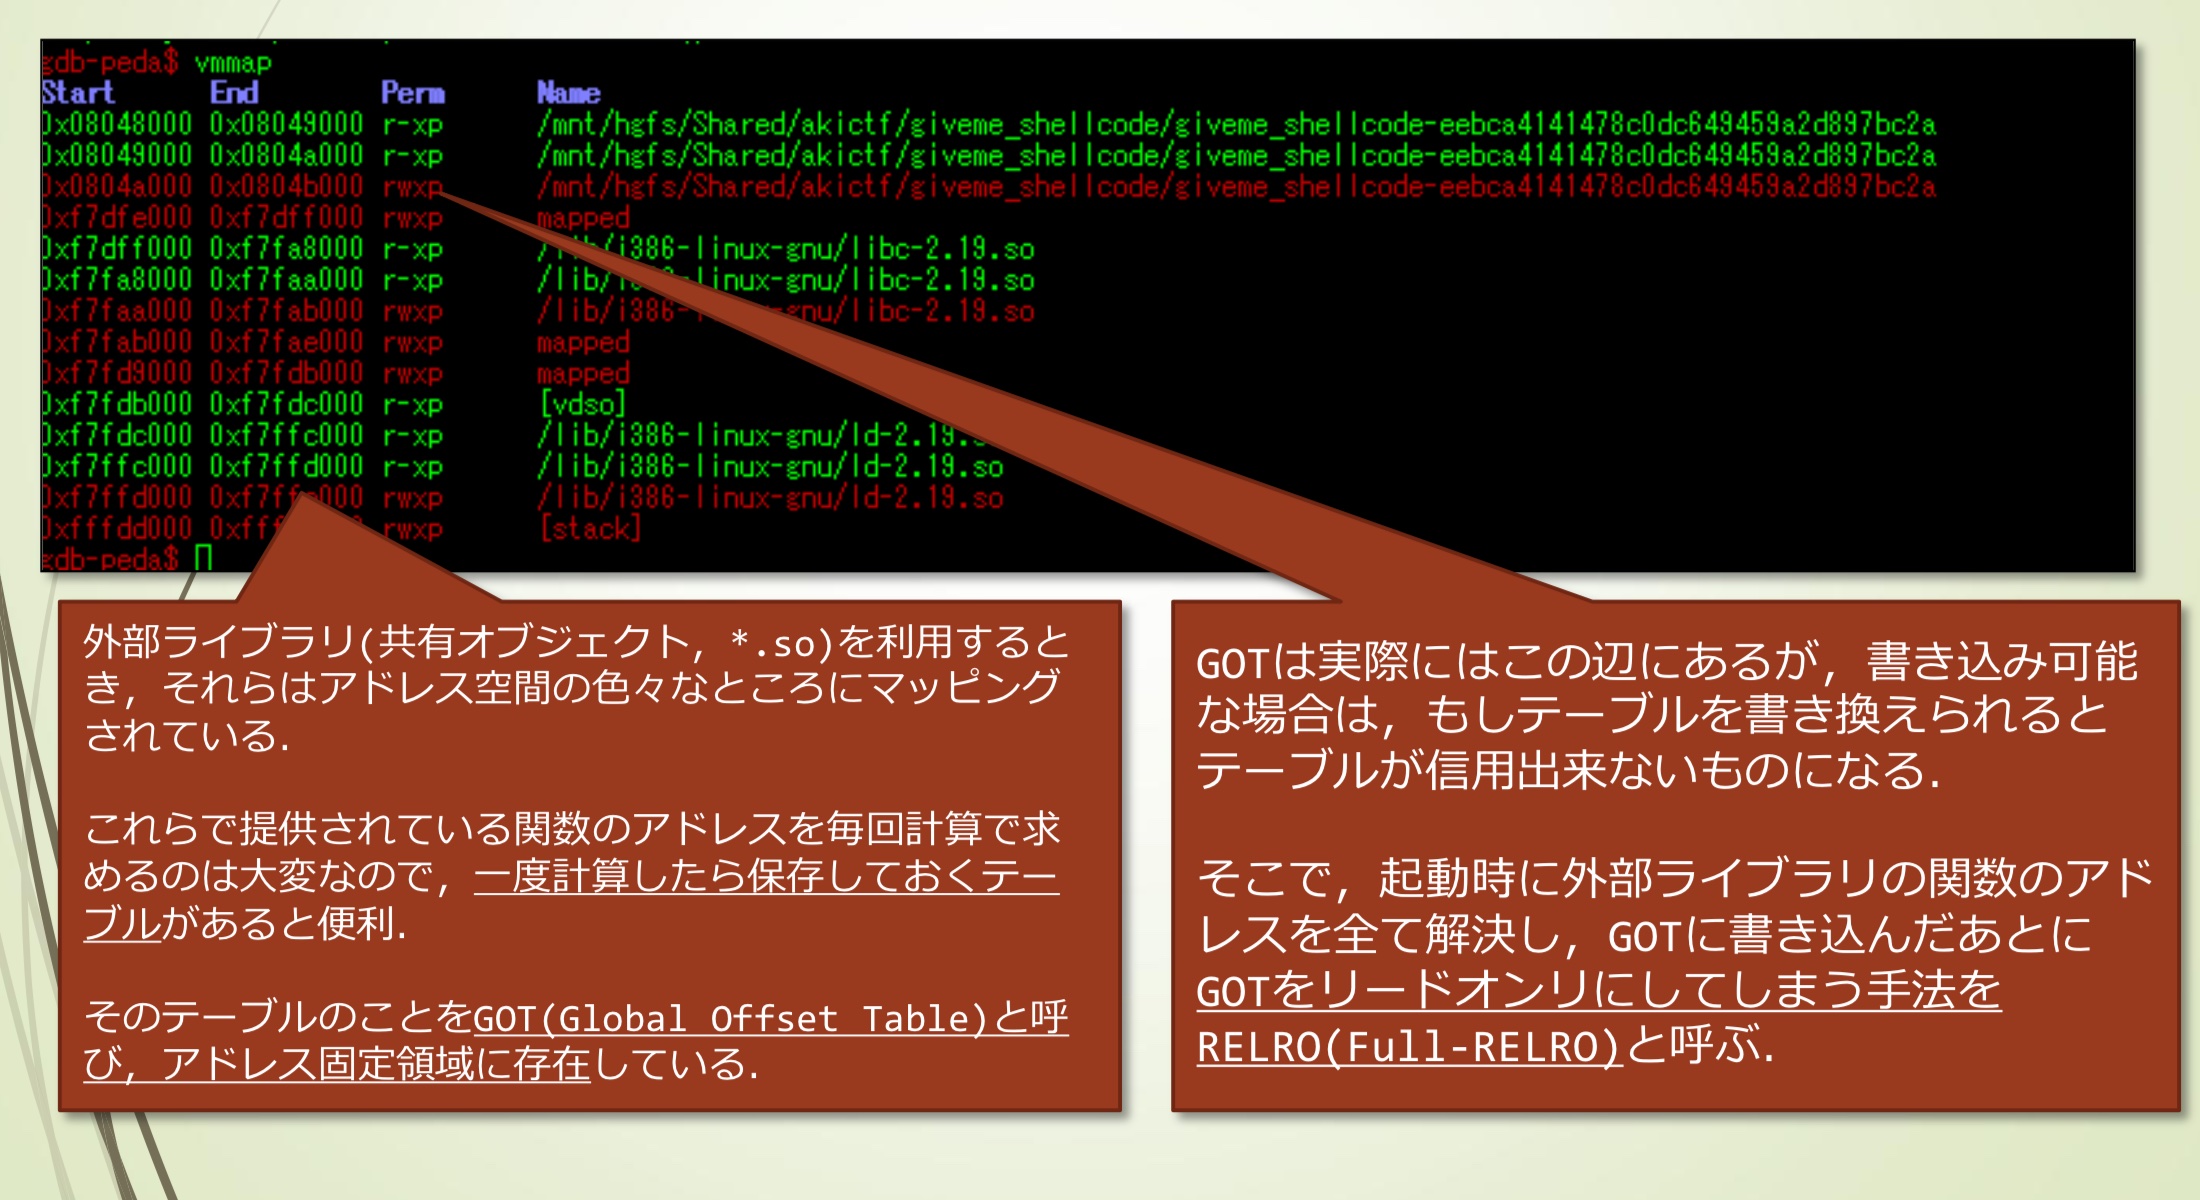 gdb-peda$ vmmap
Start End Perm Name
0x08048000 0x08049000 r-xp /mnt/hgfs/Shared/akictf/giveme_shellcode/giveme_shellcode-eebca4141478c0dc649459a2d897bc2a
0x08049000 0x0804a000 r-xp /mnt/hgfs/Shared/akictf/giveme_shellcode/giveme_shellcode-eebca4141478c0dc649459a2d897bc2a
0x0804a000 0x0804b000 rwxp /mnt/hgfs/Shared/akictf/giveme_shellcode/giveme_shellcode-eebca4141478c0dc649459a2d897bc2a
0xf7dfe000 0xf7dff000 rwxp mapped
0xf7dff000 0xf7fa8000 r-xp /lib/i386-linux-gnu/libc-2.19.so
0xf7fa8000 0xf7faa000 r-xp /lib/i386-linux-gnu/libc-2.19.so
0xf7faa000 0xf7fab000 rwxp /lib/i386-linux-gnu/libc-2.19.so
0xf7fab000 0xf7fae000 rwxp mapped
0xf7fd9000 0xf7fdb000 rwxp mapped
0xf7fdb000 0xf7fdc000 r-xp [vdso]
0xf7fdc000 0xf7ffc000 r-xp /lib/i386-linux-gnu/ld-2.19.
0xf7ffc000 0xf7ffd000 r-xp /lib/i386-linux-gnu/ld-2.19.so
0xf7ffd000 0xf7ffe000 rwxp /lib/i386-linux-gnu/ld-2.19.so
0xfffdd000 rwxp [stack]
gdb-peda$
外部ライブラリ(共有オブジェクト, *.so)を利用すると
き, それらはアドレス空間の色々なところにマッピング
されている.
これらで提供されている関数のアドレスを毎回計算で求
めるのは大変なので, 一度計算したら保存しておくテー
ブルがあると便利.
そのテーブルのことをGOT(Global Offset Table)と呼
び, アドレス固定領域に存在している.
GOTは実際にはこの辺にあるが, 書き込み可能
な場合は, もしテーブルを書き換えられると
テーブルが信用出来ないものになる.
そこで, 起動時に外部ライブラリの関数のアド
レスを全て解決し, GOTに書き込んだあとに
GOTをリードオンリにしてしまう手法を
RELRO(Full-RELRO)と呼ぶ.